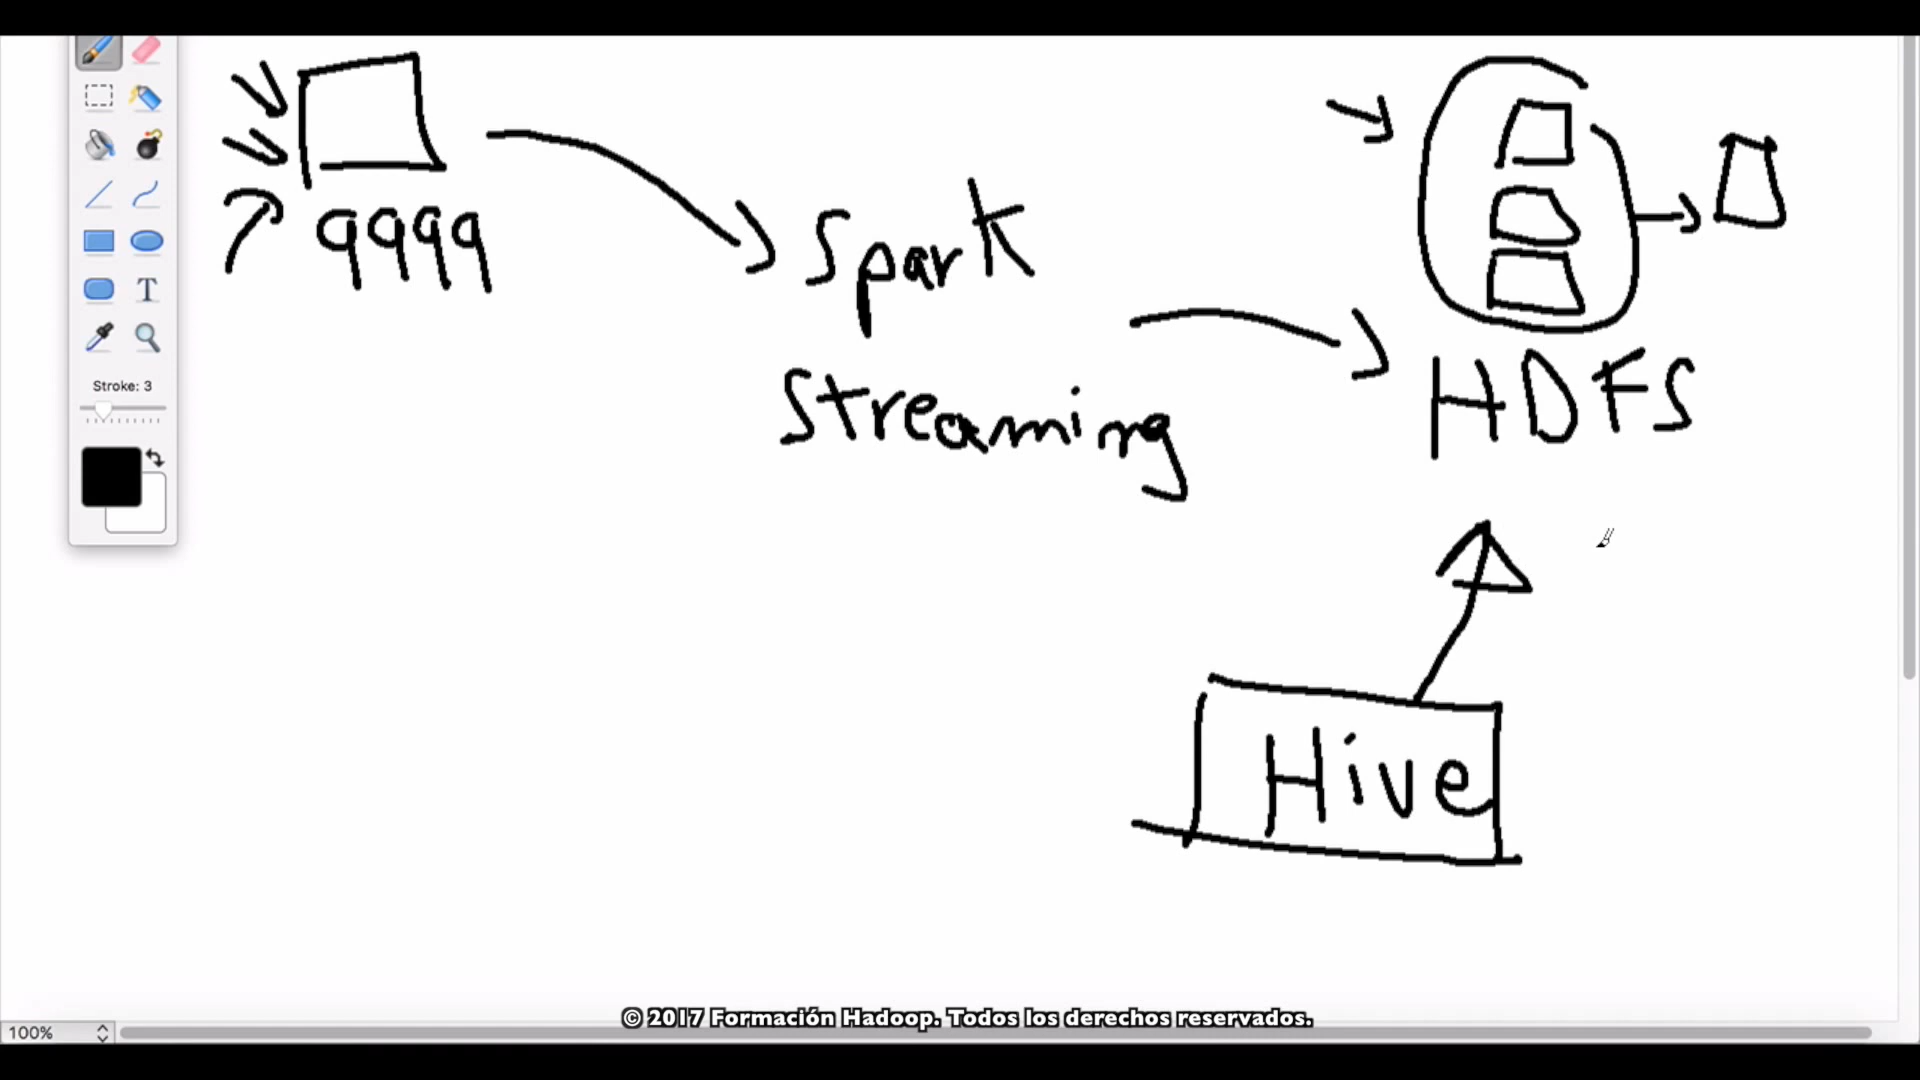 9999
Spark
Streaming
HDFS
T
Stroke: 3
Hive
© 2017 Formación Hadoop. Todos los derechos reservados.
100%